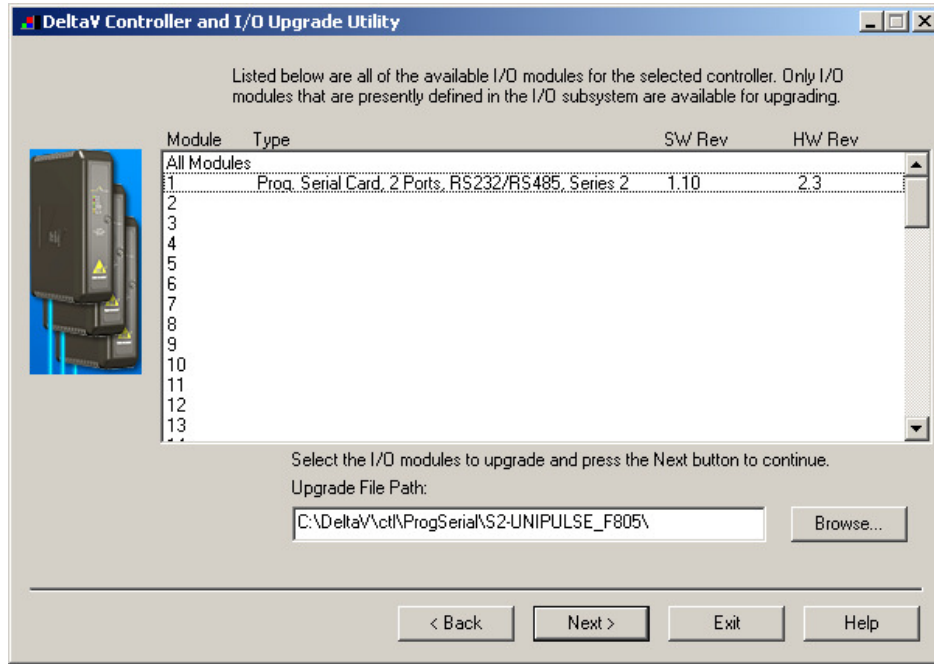 DeltaV Controller and I/O Upgrade Utility
Listed below are all of the available I/O modules for the selected controller. Only I/O
modules that are presently defined in the I/O subsystem are available for upgrading.
Module Type SW Rev HW Rev
All Modules
1 Prog. Serial Card, 2 Ports, RS232/RS485, Series 2 1.10 2.3
2
3
4
5
6
7
8
9
10
11
12
13
Select the I/O modules to upgrade and press the Next button to continue.
Upgrade File Path:
C:\DeltaV\ctl\ProgSerial\S2-UNIPULSE_F805\
Browse...
< Back Next > Exit Help